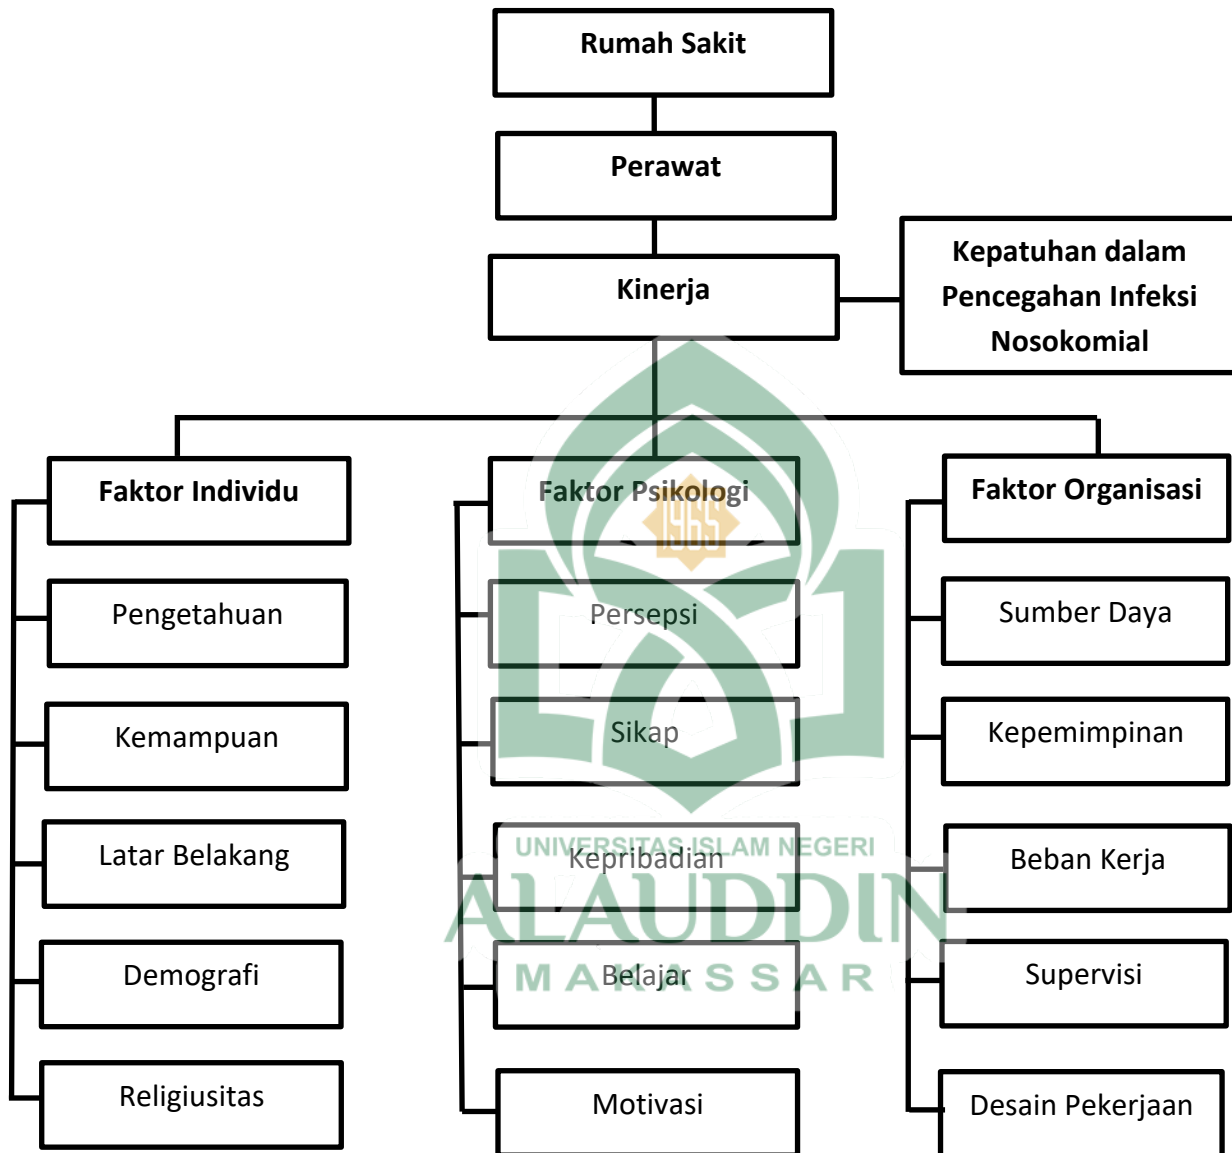 Rumah Sakit
Perawat
Kinerja
Kepatuhan dalam
Pencegahan Infeksi
Nosokomial
Faktor Individu
Pengetahuan
Kemampuan
Latar Belakang
Demografi
Religiusitas
Faktor Psikologi
1965
Persepsi
Sikap
UNIVERSITAS ISLAM NEGERI
Kepribadian
ALAUDDIN
Belajar
MAKASSAR
Motivasi
Faktor Organisasi
Sumber Daya
Kepemimpinan
Beban Kerja
Supervisi
Desain Pekerjaan